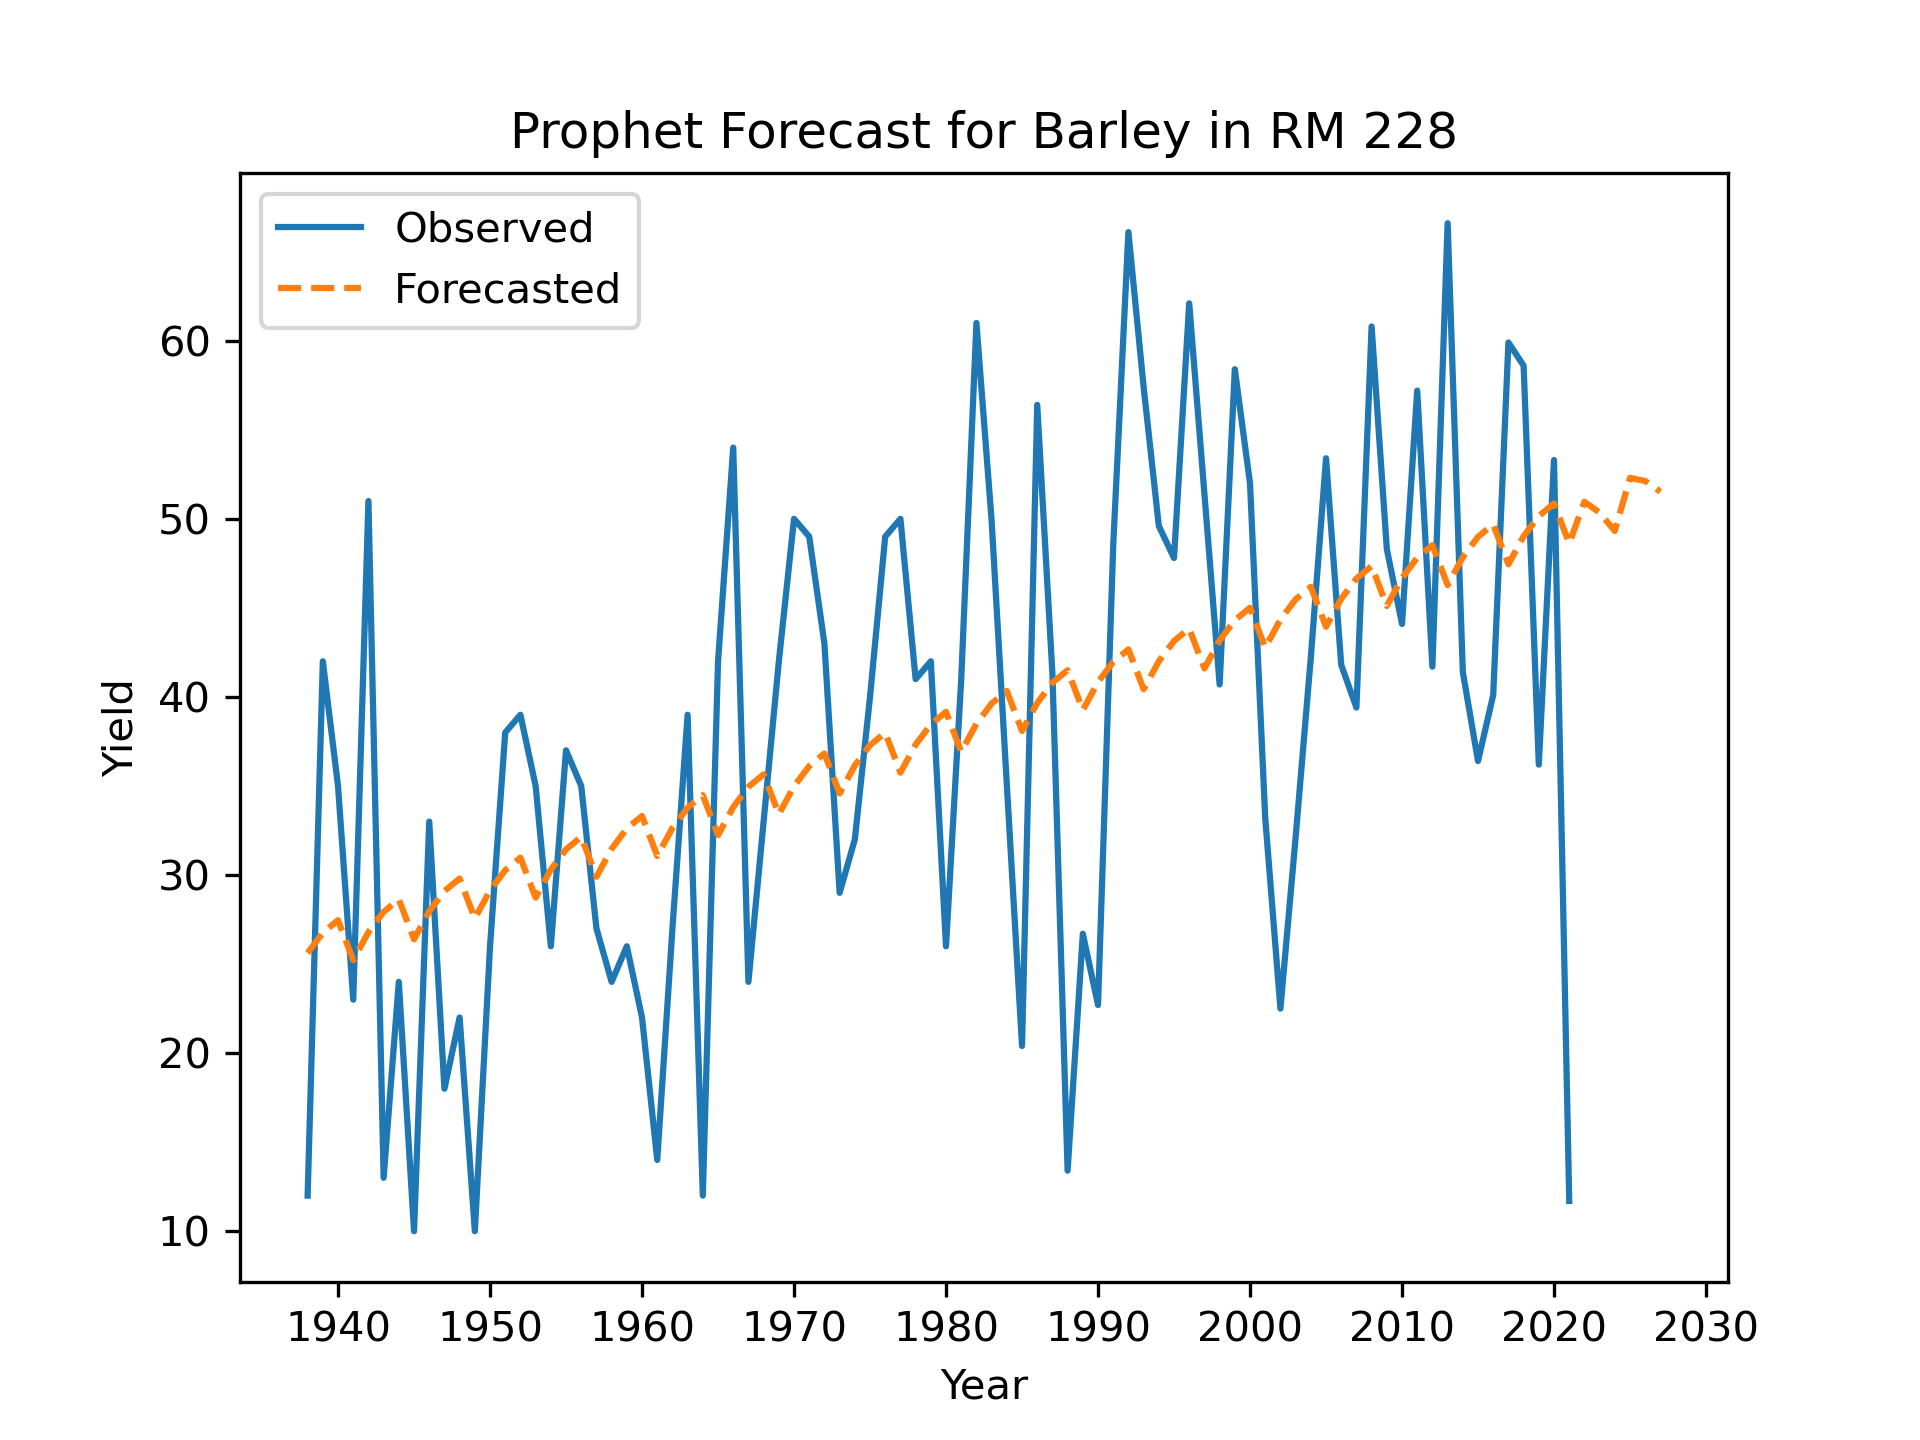 Prophet Forecast for Barley in RM 228
Observed
Forecasted
60
50
40
30
20
10
Yield
1940 1950 1960 1970 1980 1990 2000 2010 2020 2030
Year